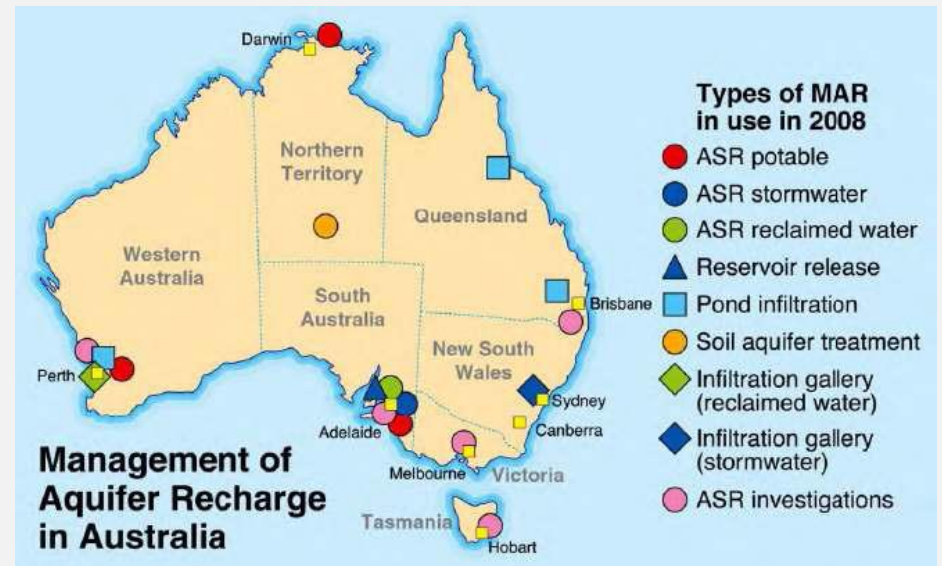 Darwin
Northern
Territory
Queensland
Western
Australia
South
Australia
Brisbane
New South
Wales
Perth
Sydney
Adelaide
Canberra
Melbourne
Victoria
Tasmania
Hobart
Management of
Aquifer Recharge
in Australia
Types of MAR
in use in 2008
ASR potable
ASR stormwater
ASR reclaimed water
Reservoir release
Pond infiltration
Soil aquifer treatment
Infiltration gallery
(reclaimed water)
Infiltration gallery
(stormwater)
ASR investigations